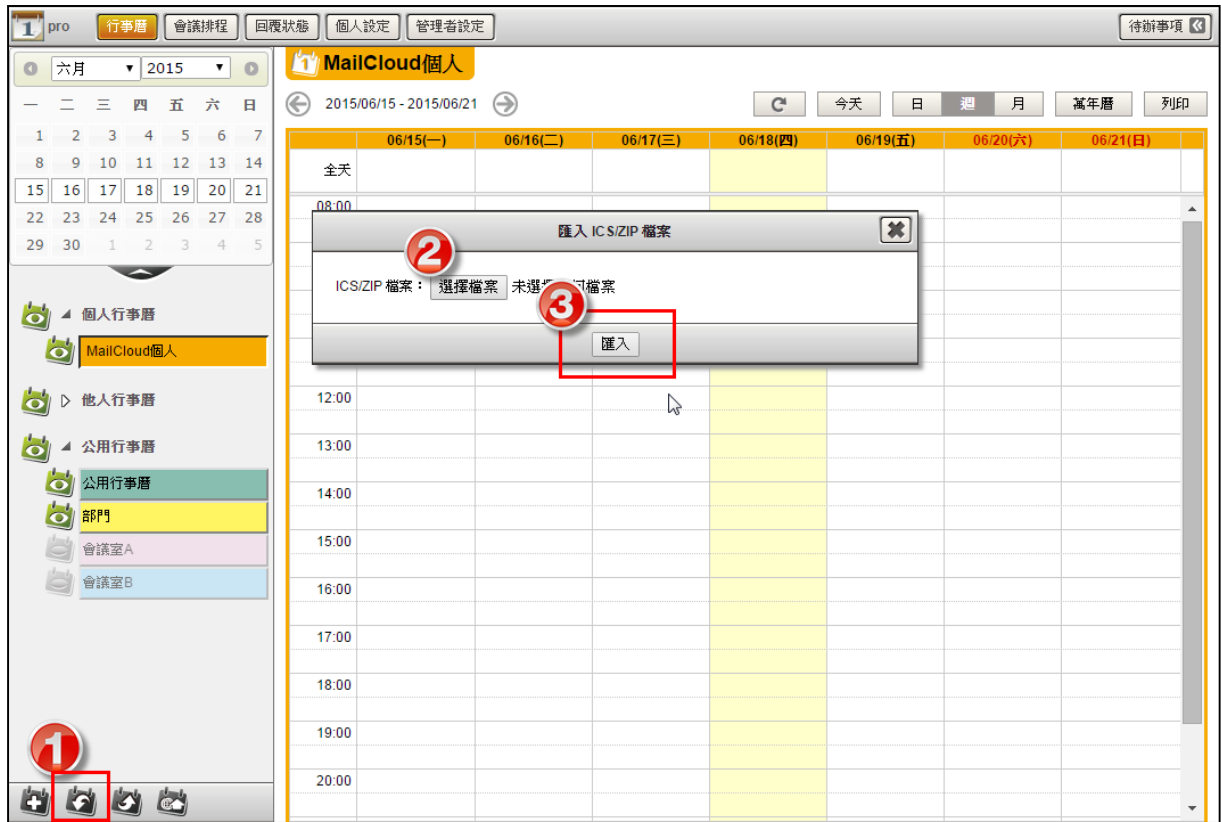 1 pro 行事曆 會議排程 回覆狀態 個人設定 管理者設定 待辦事項
六月 2015
一 二 三 四 五 六 日
1 2 3 4 5 6 7
8 9 10 11 12 13 14
15 16 17 18 19 20 21
22 23 24 25 26 27 28
29 30 1 2 3 4 5
個人行事曆
MailCloud個人
他人行事曆
公用行事曆
公用行事曆
部門
會議室A
會議室B
1
1 MailCloud個人
2015/06/15 - 2015/06/21 今天 日 週 月 萬年曆 列印
06/15(一) 06/16(二) 06/17(三) 06/18(四) 06/19(五) 06/20(六) 06/21(日)
全天
08:00
匯入 ICS/ZIP 檔案
2
ICS/ZIP 檔案： 選擇檔案 未選擇任何檔案
3
匯入
12:00
13:00
14:00
15:00
16:00
17:00
18:00
19:00
20:00